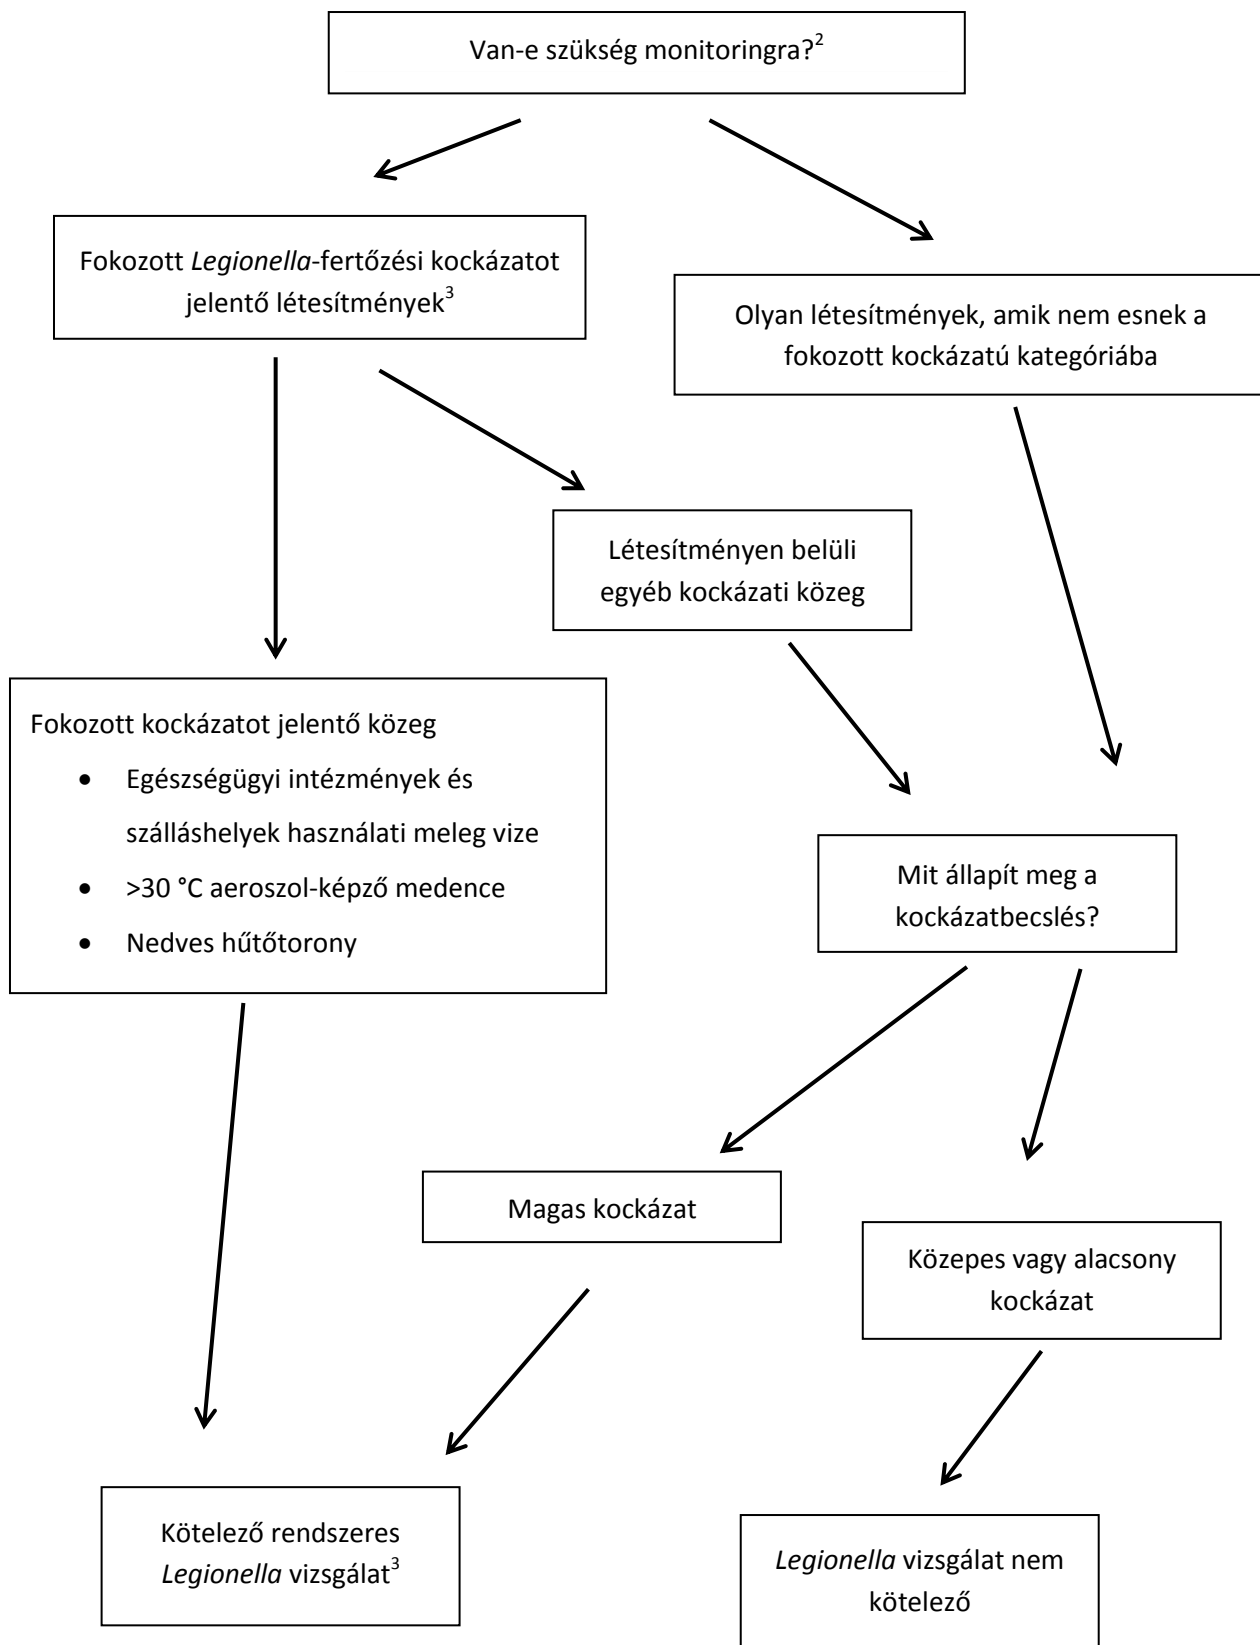 Van-e szükség monitoringra?²
Fokozott Legionella-fertőzési kockázatot
jelentő létesítmények³
Olyan létesítmények, amik nem esnek a
fokozott kockázatú kategóriába
Létesítményen belüli
egyéb kockázati közeg
Fokozott kockázatot jelentő közeg
• Egészségügyi intézmények és
szálláshelyek használati meleg vize
• >30 °C aeroszol-képző medence
• Nedves hűtőtorony
Mit állapít meg a
kockázatbecslés?
Magas kockázat
Közepes vagy alacsony
kockázat
Kötelező rendszeres
Legionella vizsgálat³
Legionella vizsgálat nem
kötelező